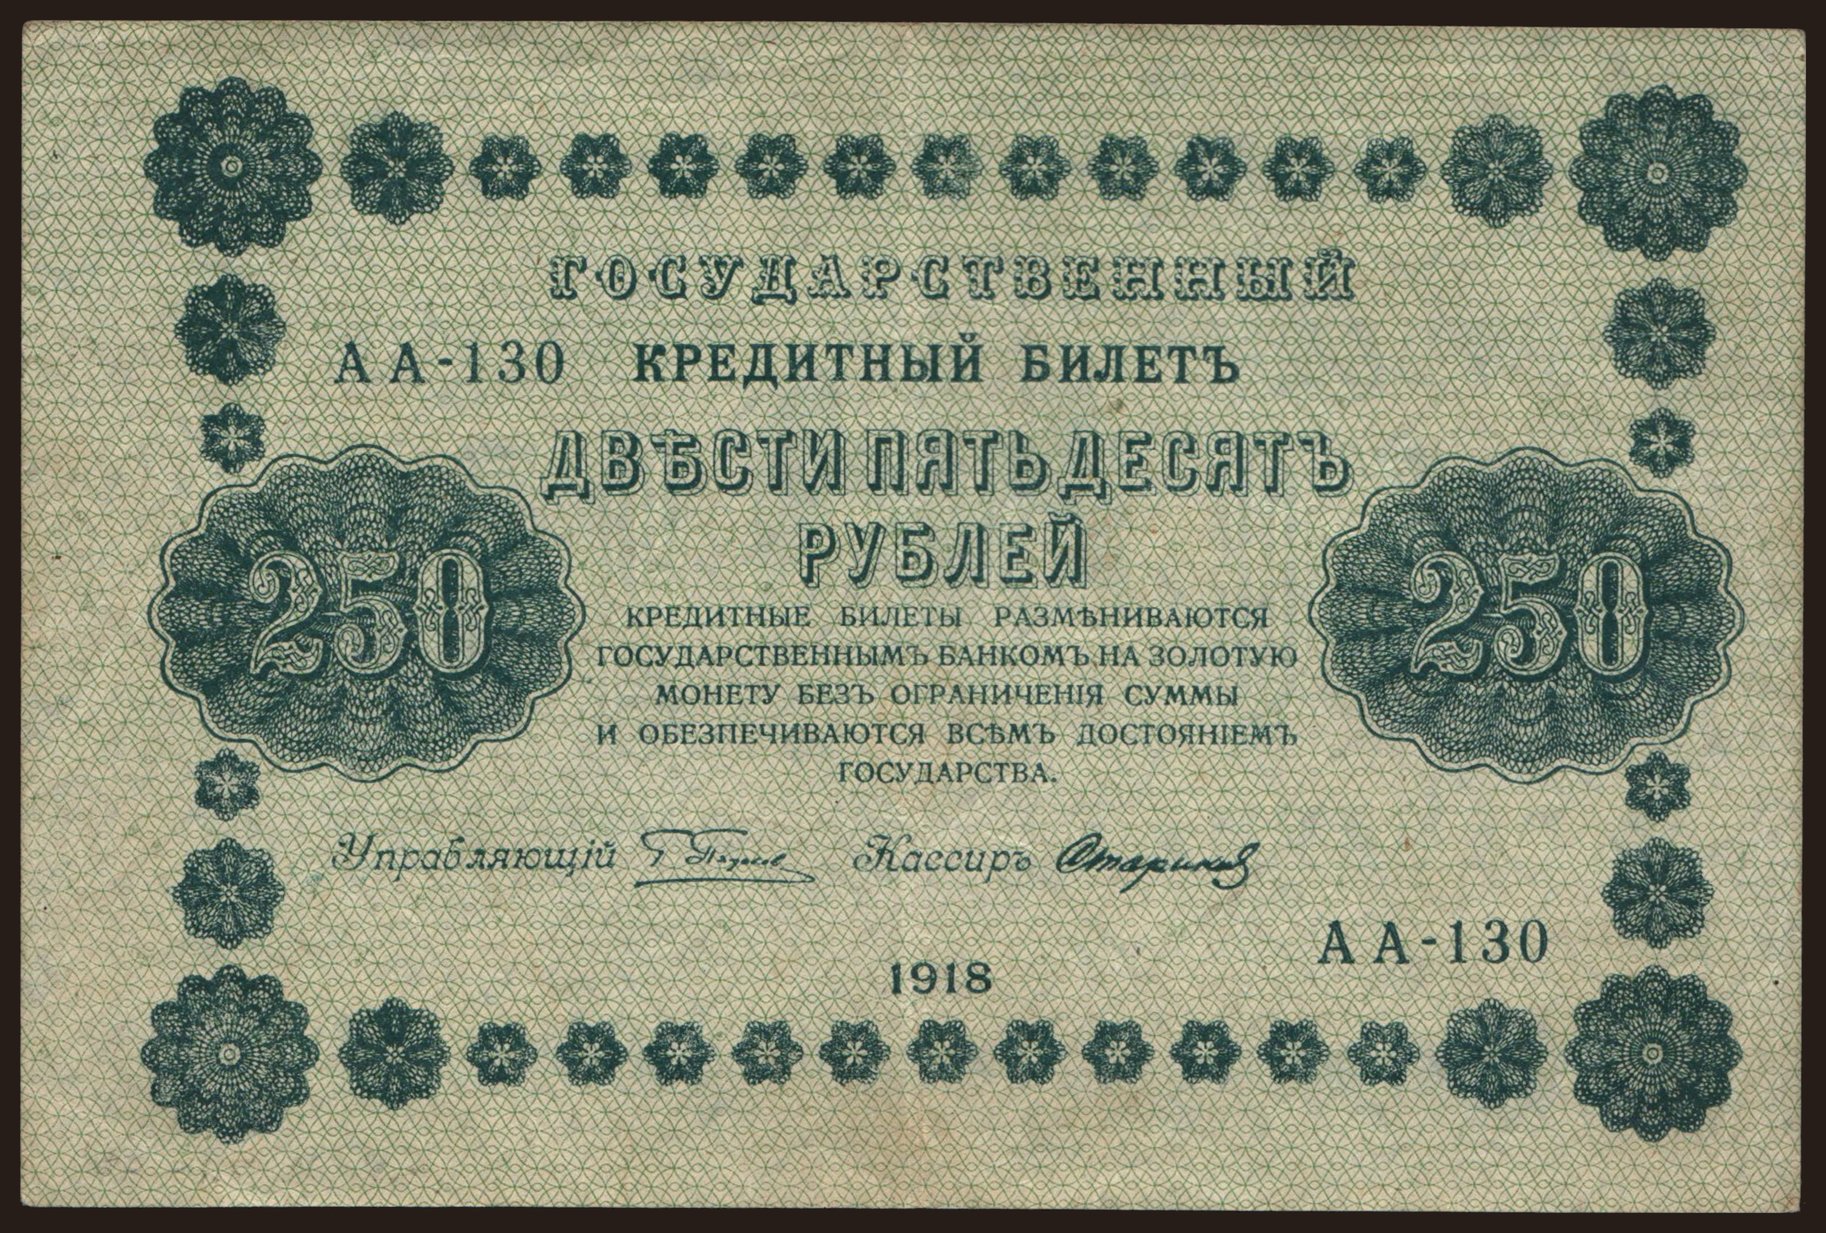 ГОСУДАРСТВЕННЫЙ
АА-130 КРЕДИТНЫЙ БИЛЕТЪ
ДВѢСТИ ПЯТЬДЕСЯТЪ
РУБЛЕЙ
250 250
КРЕДИТНЫЕ БИЛЕТЫ РАЗМѢНИВАЮТСЯ
ГОСУДАРСТВЕННЫМЪ БАНКОМЪ НА ЗОЛОТУЮ
МОНЕТУ БЕЗЪ ОГРАНИЧЕНІЯ СУММЫ
И ОБЕЗПЕЧИВАЮТСЯ ВСѢМЪ ДОСТОЯНІЕМЪ
ГОСУДАРСТВА.
Управляющій Кассиръ
АА-130
1918